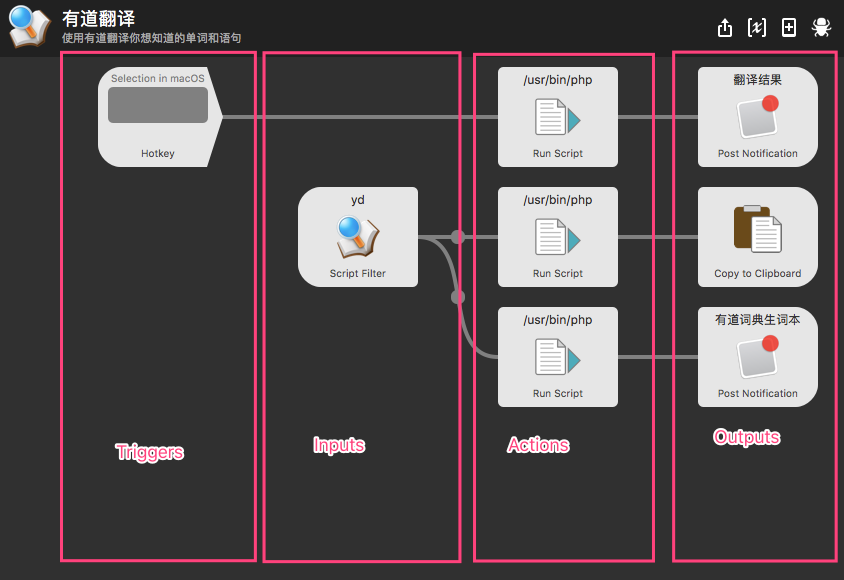 有道翻译
使用有道翻译你想知道的单词和语句
Selection in macOS
Hotkey
/usr/bin/php
Run Script
翻译结果
Post Notification
yd
Script Filter
/usr/bin/php
Run Script
Copy to Clipboard
/usr/bin/php
Run Script
有道词典生词本
Post Notification
Triggers
Inputs
Actions
Outputs